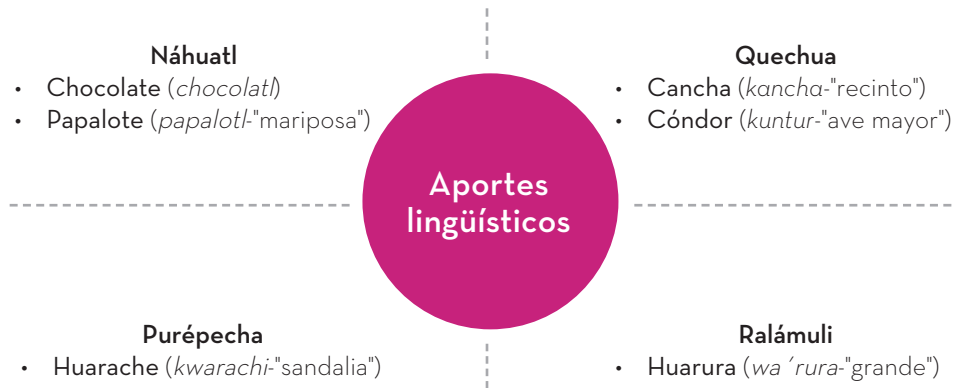 Náhuatl
• Chocolate (chocolatl)
• Papalote (papalotl-"mariposa")
Quechua
• Cancha (kancha-"recinto")
• Cóndor (kuntur-"ave mayor")
Aportes
lingüísticos
Purépecha
• Huarache (kwarachi-"sandalia")
Ralámuli
• Huarura (wa ´rura-"grande")